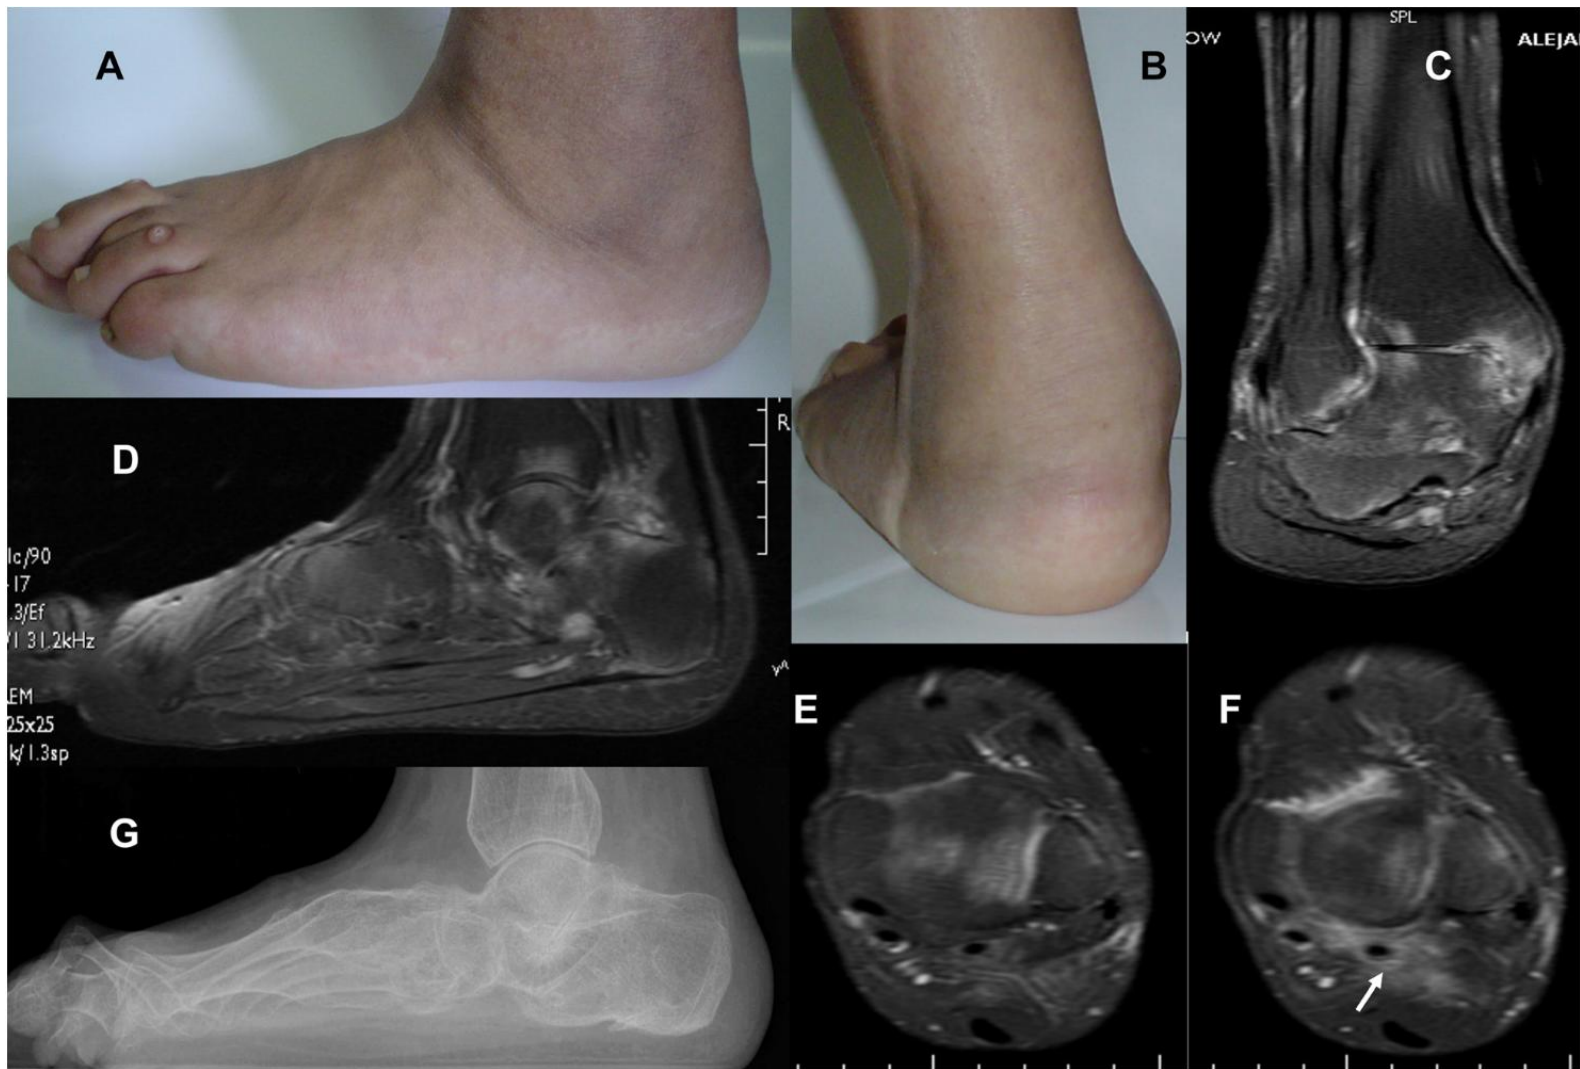 A
B
SPL
OW
ALEJA
C
D
R
lc/90
-17
.3/Ef
/1 31.2kHz
EM
25x25
k/1.3sp
E
F
G